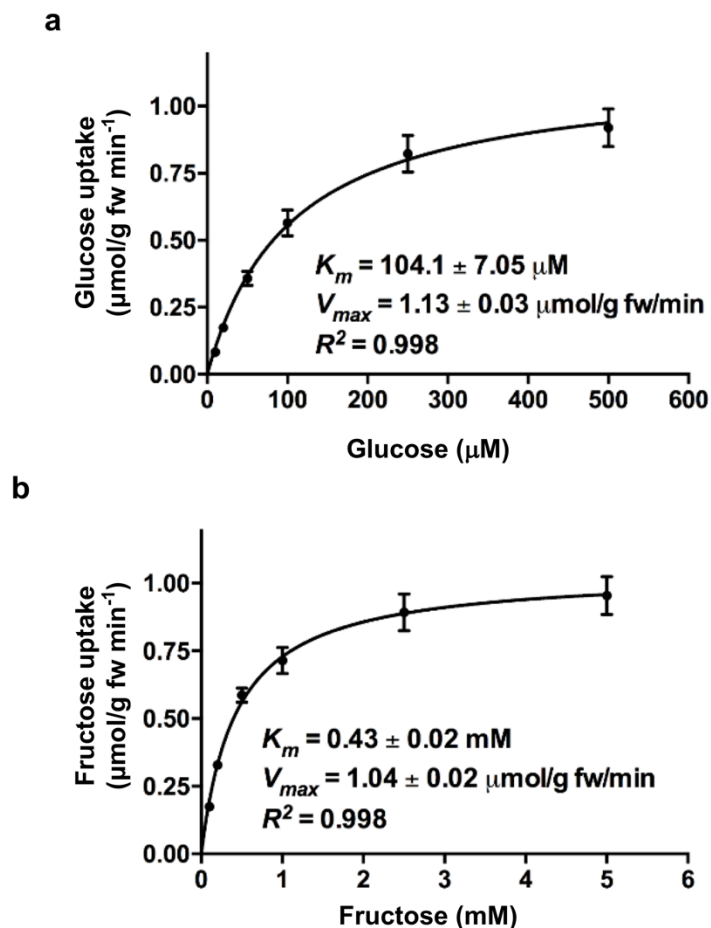 a
Glucose uptake
(µmol/g fw min⁻¹)
1.00
0.75
0.50
0.25
0.00
Kₘ = 104.1 ± 7.05 µM
Vₘₐₓ = 1.13 ± 0.03 µmol/g fw/min
R² = 0.998
0 100 200 300 400 500 600
Glucose (µM)
b
Fructose uptake
(µmol/g fw min⁻¹)
1.00
0.75
0.50
0.25
0.00
Kₘ = 0.43 ± 0.02 mM
Vₘₐₓ = 1.04 ± 0.02 µmol/g fw/min
R² = 0.998
0 1 2 3 4 5 6
Fructose (mM)